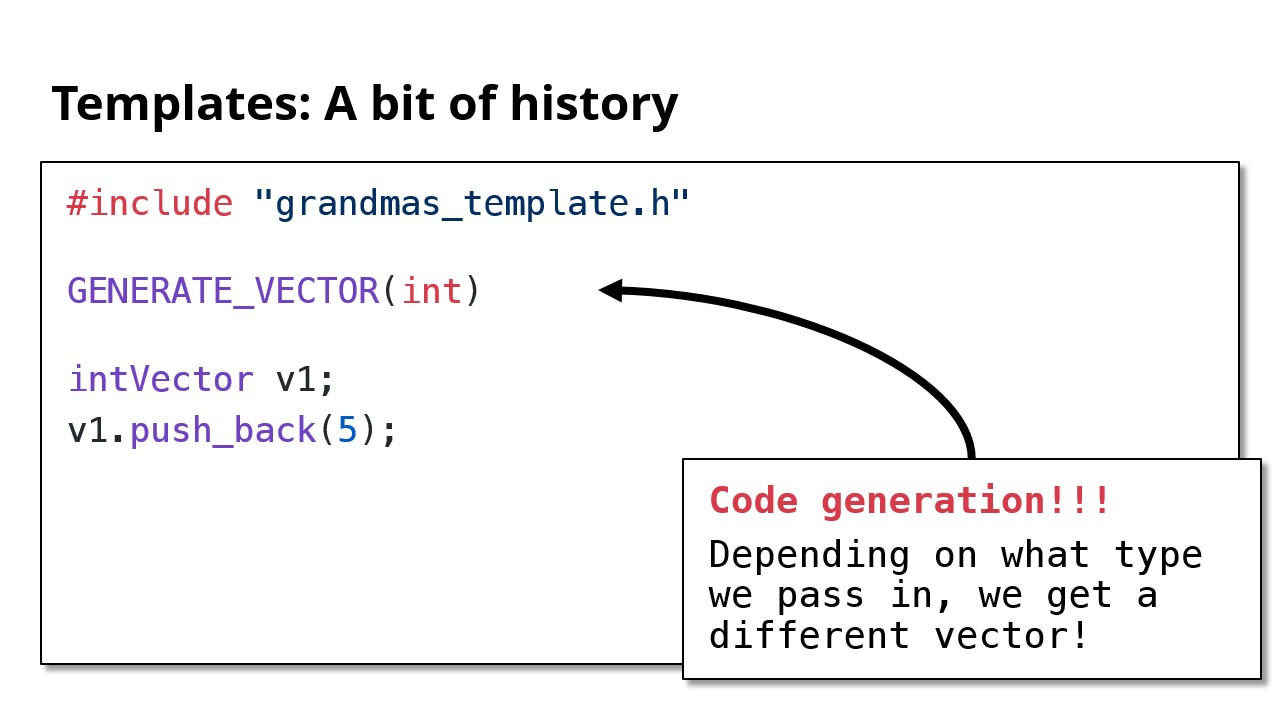 Templates: A bit of history
#include "grandmas_template.h"
GENERATE_VECTOR(int)
intVector v1;
v1.push_back(5);
Code generation!!!
Depending on what type
we pass in, we get a
different vector!